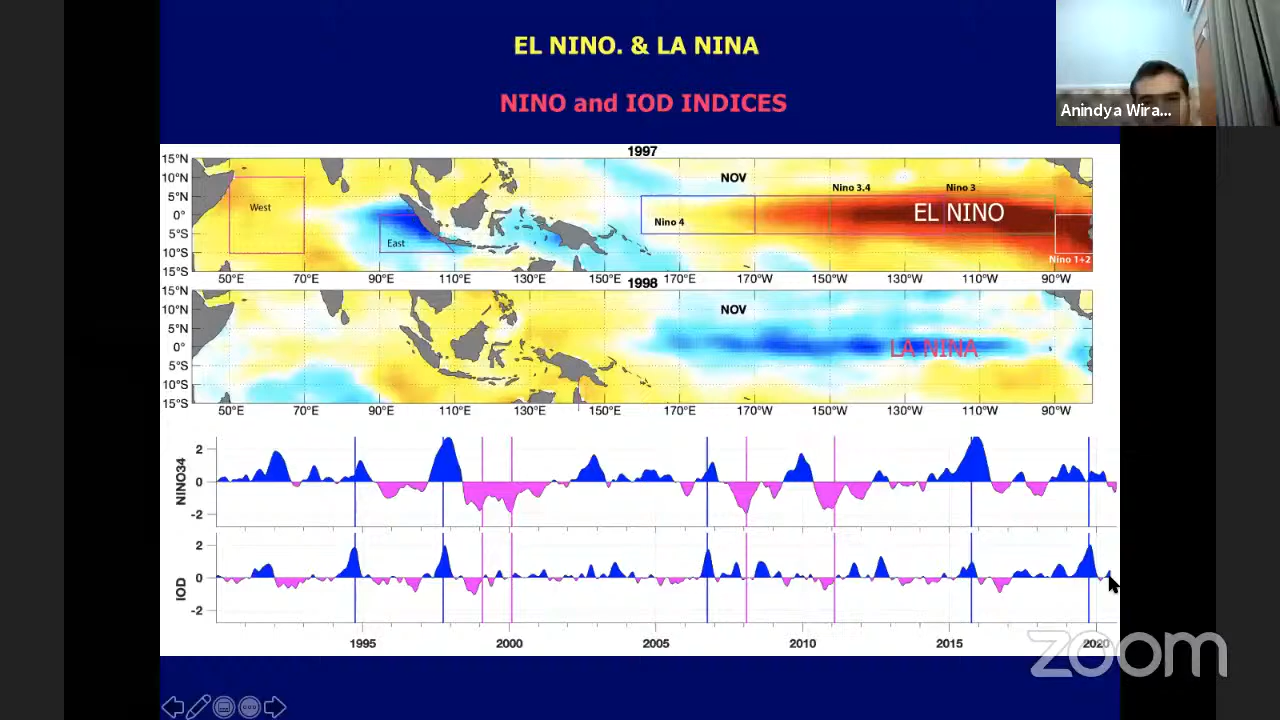 EL NINO. & LA NINA
NINO and IOD INDICES
Anindya Wira...
1997
15°N
10°N
5°N
0°
5°S
10°S
15°S
West
East
NOV
Nino 4
Nino 3.4
Nino 3
EL NINO
Nino 1+2
50°E 70°E 90°E 110°E 130°E 150°E 170°E 170°W 150°W 130°W 110°W 90°W
1998
15°N
10°N
5°N
0°
5°S
10°S
15°S
NOV
LA NINA
50°E 70°E 90°E 110°E 130°E 150°E 170°E 170°W 150°W 130°W 110°W 90°W
NINO34
2
0
-2
IOD
2
0
-2
1995 2000 2005 2010 2015 2020
zoom